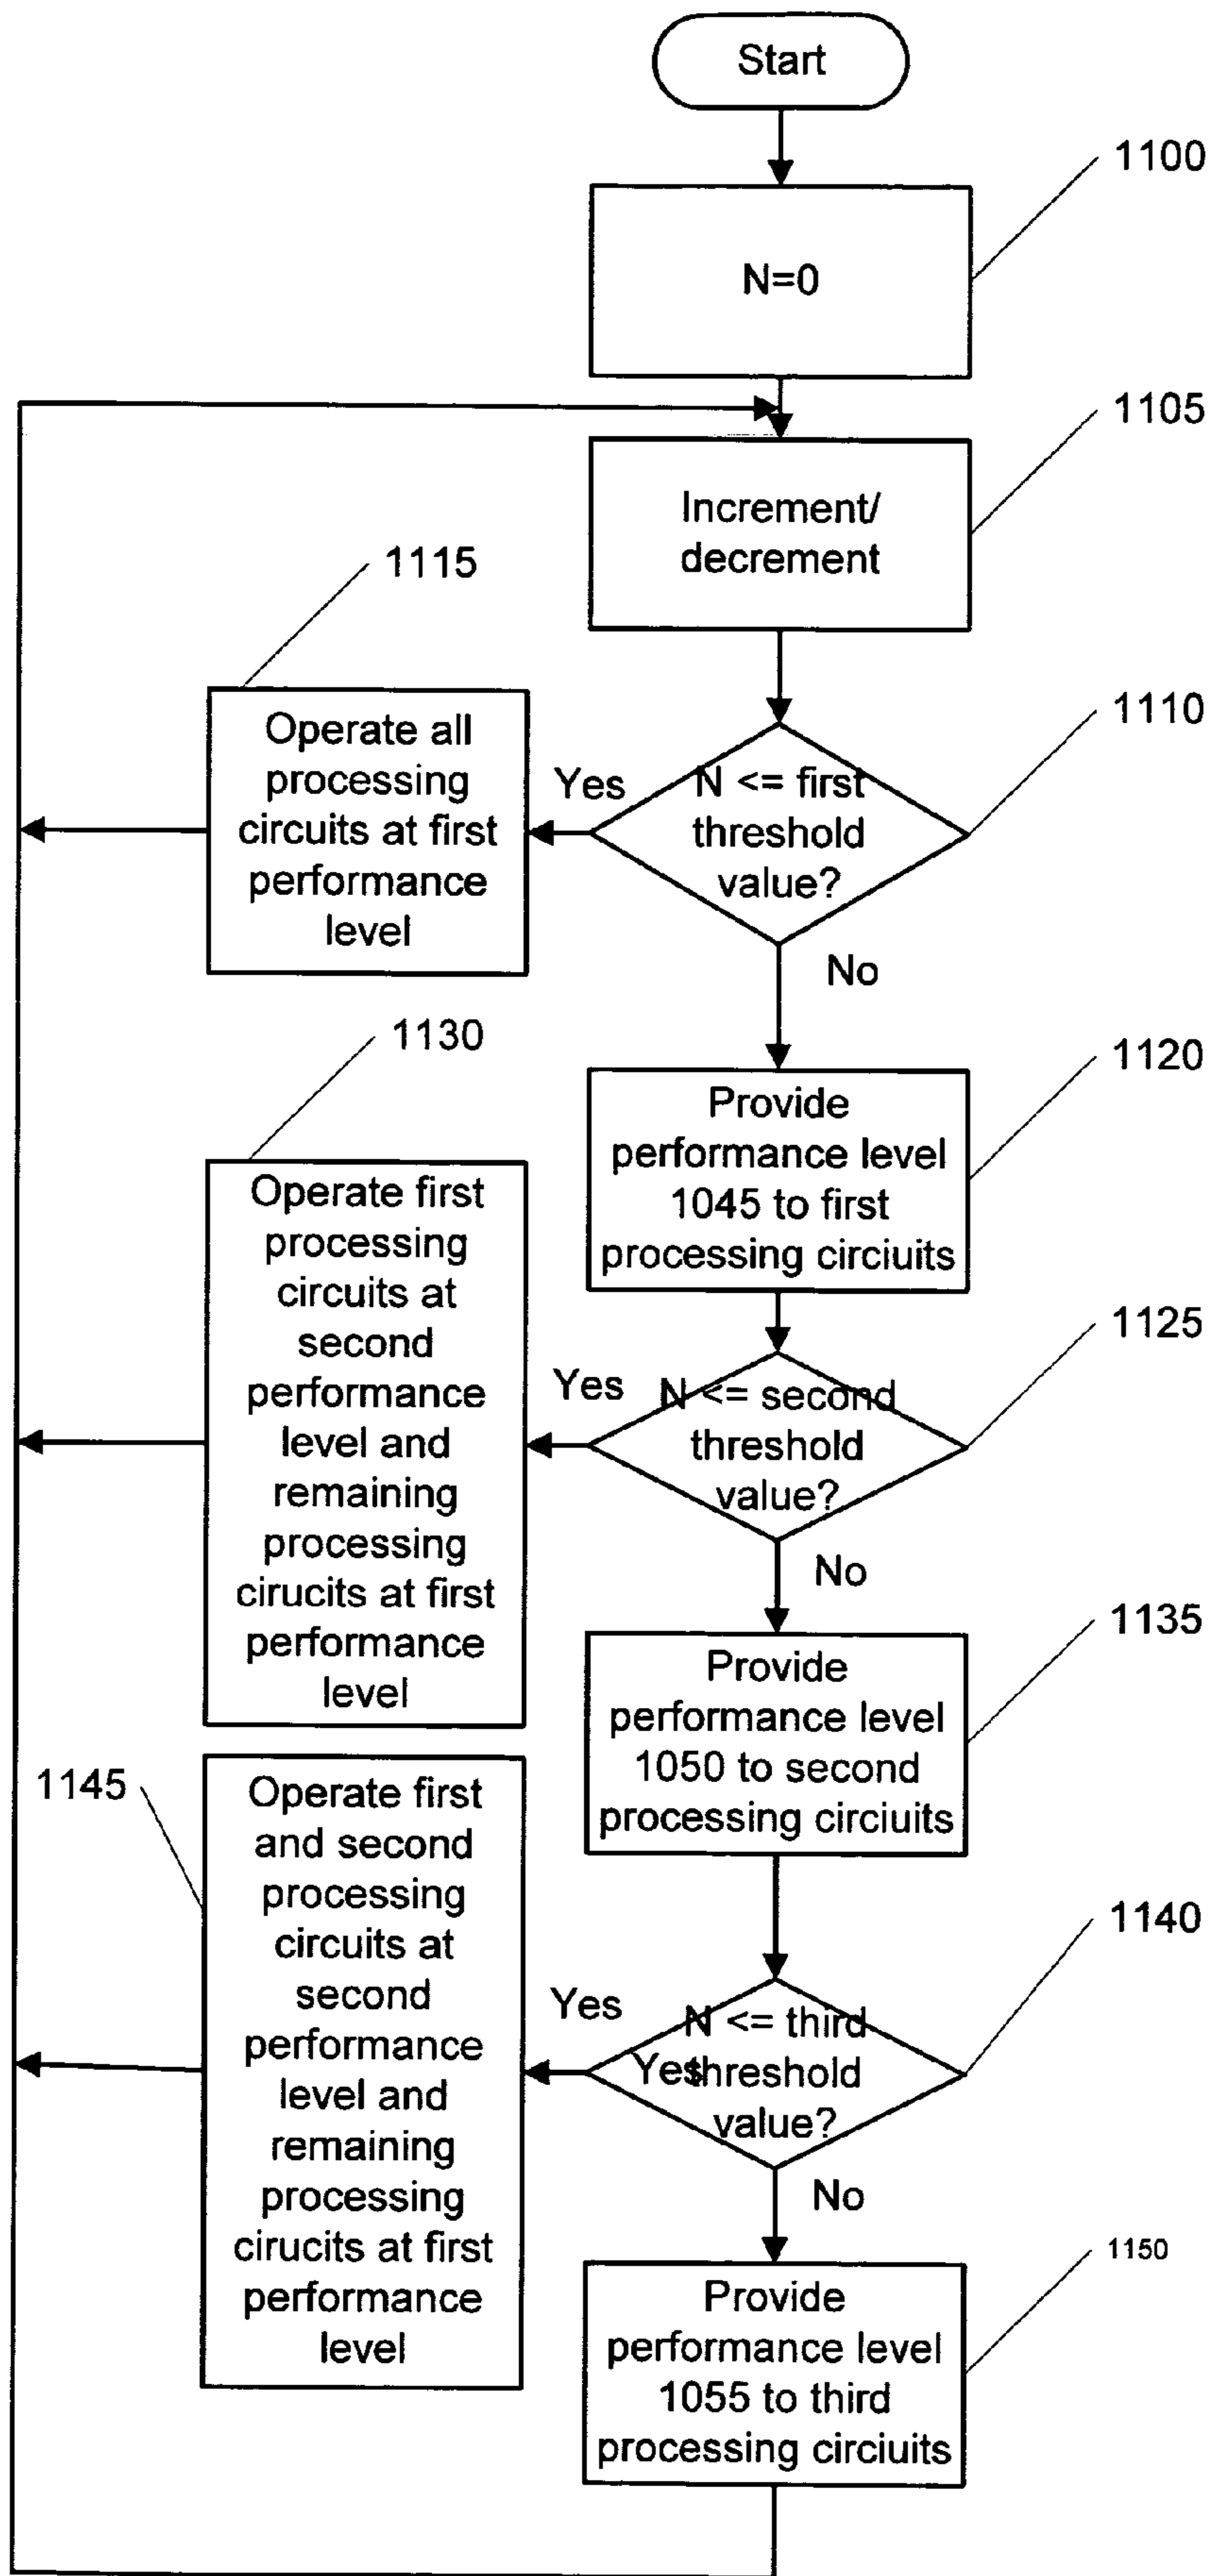 Start
1100
N=0
1105
Increment/
decrement
1115
1110
Operate all
processing
circuits at first
performance
level
Yes
N <= first
threshold
value?
No
1130
1120
Provide
performance level
1045 to first
processing circiuits
Operate first
processing
circuits at
second
performance
level and
remaining
processing
cirucits at first
performance
level
1125
Yes
N <= second
threshold
value?
No
1135
Provide
performance level
1050 to second
processing circiuits
1145
Operate first
and second
processing
circuits at
second
performance
level and
remaining
processing
cirucits at first
performance
level
1140
Yes
N <= third
Yes
threshold
value?
No
1150
Provide
performance level
1055 to third
processing circiuits